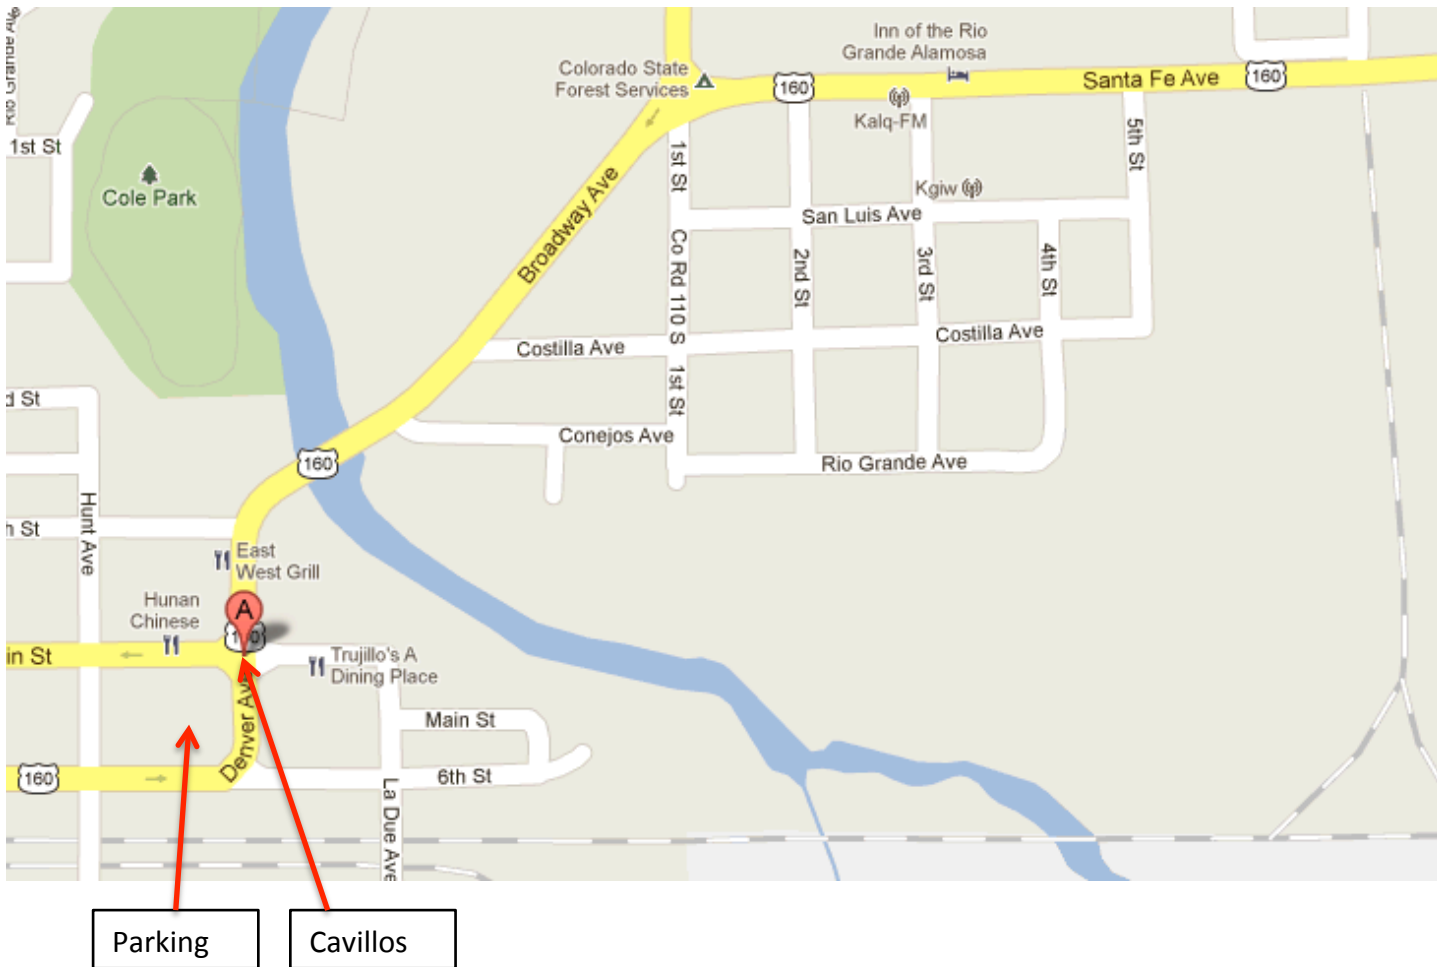 Inn of the Rio
Grande Alamosa
Colorado State
Forest Services
160
Santa Fe Ave
160
Kalq-FM
1st St
5th St
1st St
Cole Park
Kgiw
San Luis Ave
Broadway Ave
Co Rd 110 S
2nd St
3rd St
4th St
Costilla Ave
Costilla Ave
1st St
d St
Conejos Ave
Rio Grande Ave
160
Hunt Ave
h St
East
West Grill
Hunan
Chinese
A
in St
Trujillo's A
Dining Place
Denver Av
Main St
160
6th St
La Due Ave
Parking
Cavillos